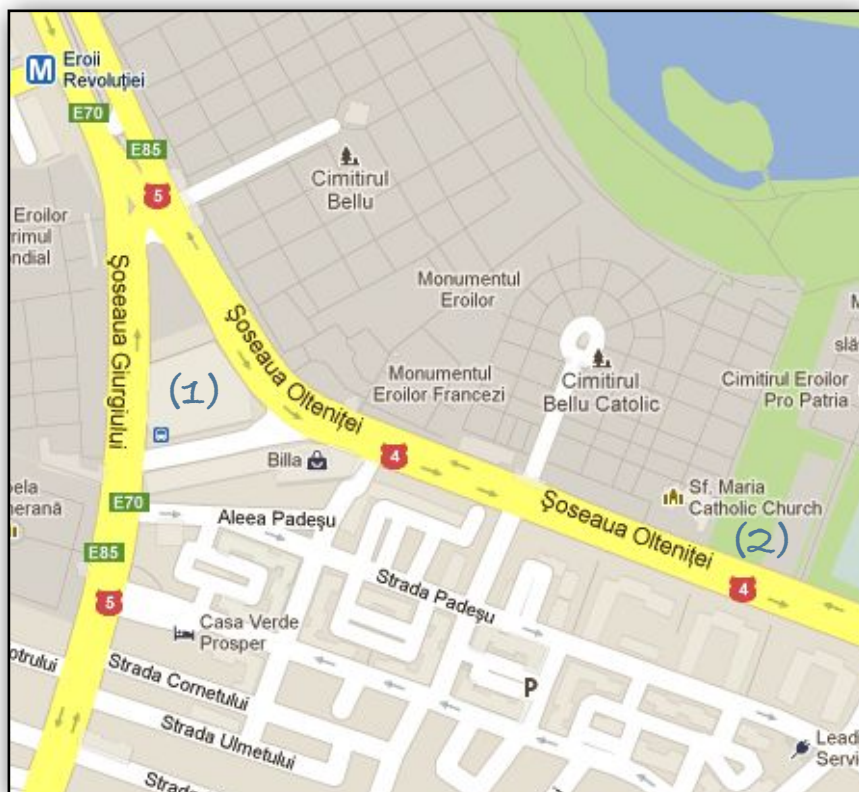 M
Eroii
Revoluției
E70
E85
5
Cimitirul
Bellu
Eroilor
Monumentul
Eroilor
Șoseaua Giurgiului
Șoseaua Olteniței
(1)
Monumentul
Eroilor Francezi
Cimitirul
Bellu Catolic
Cimitirul Eroilor
Pro Patria
Billa
4
E70
Aleea Padeșu
Sf. Maria
Catholic Church
Șoseaua Olteniței
(2)
E85
5
4
Strada Padeșu
Casa Verde
Prosper
Strada Cornetului
P
Strada Ulmetului